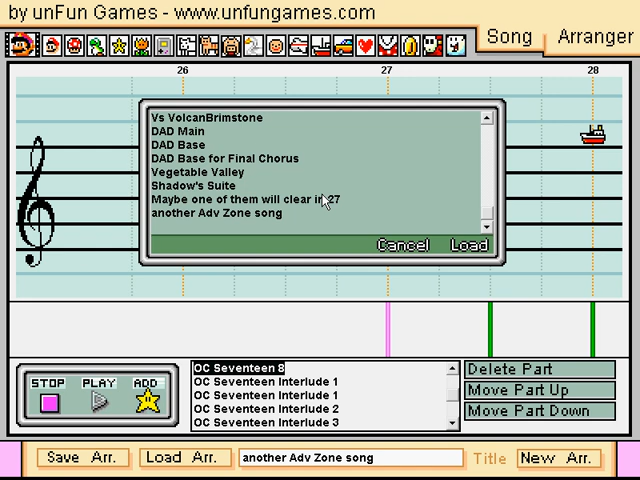 by unFun Games - www.unfungames.com
Song
Arranger
26 27 28
Vs VolcanBrimstone
DAD Main
DAD Base
DAD Base for Final Chorus
Vegetable Valley
Shadow's Suite
Maybe one of them will clear in 27
another Adv Zone song
Cancel Load
STOP PLAY ADD
OC Seventeen 8
OC Seventeen Interlude 1
OC Seventeen Interlude 1
OC Seventeen Interlude 2
OC Seventeen Interlude 3
Delete Part
Move Part Up
Move Part Down
Save Arr.
Load Arr.
another Adv Zone song
Title
New Arr.